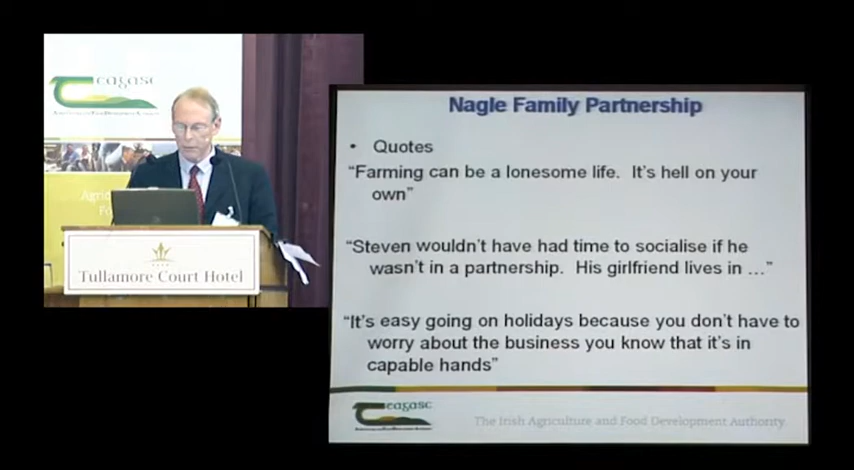 eagasc
Tullamore Court Hotel
Nagle Family Partnership
• Quotes
“Farming can be a lonesome life. It’s hell on your
own”
“Steven wouldn’t have had time to socialise if he
wasn’t in a partnership. His girlfriend lives in …”
“It’s easy going on holidays because you don’t have to
worry about the business you know that it’s in
capable hands”
eagasc
The Irish Agriculture and Food Development Authority